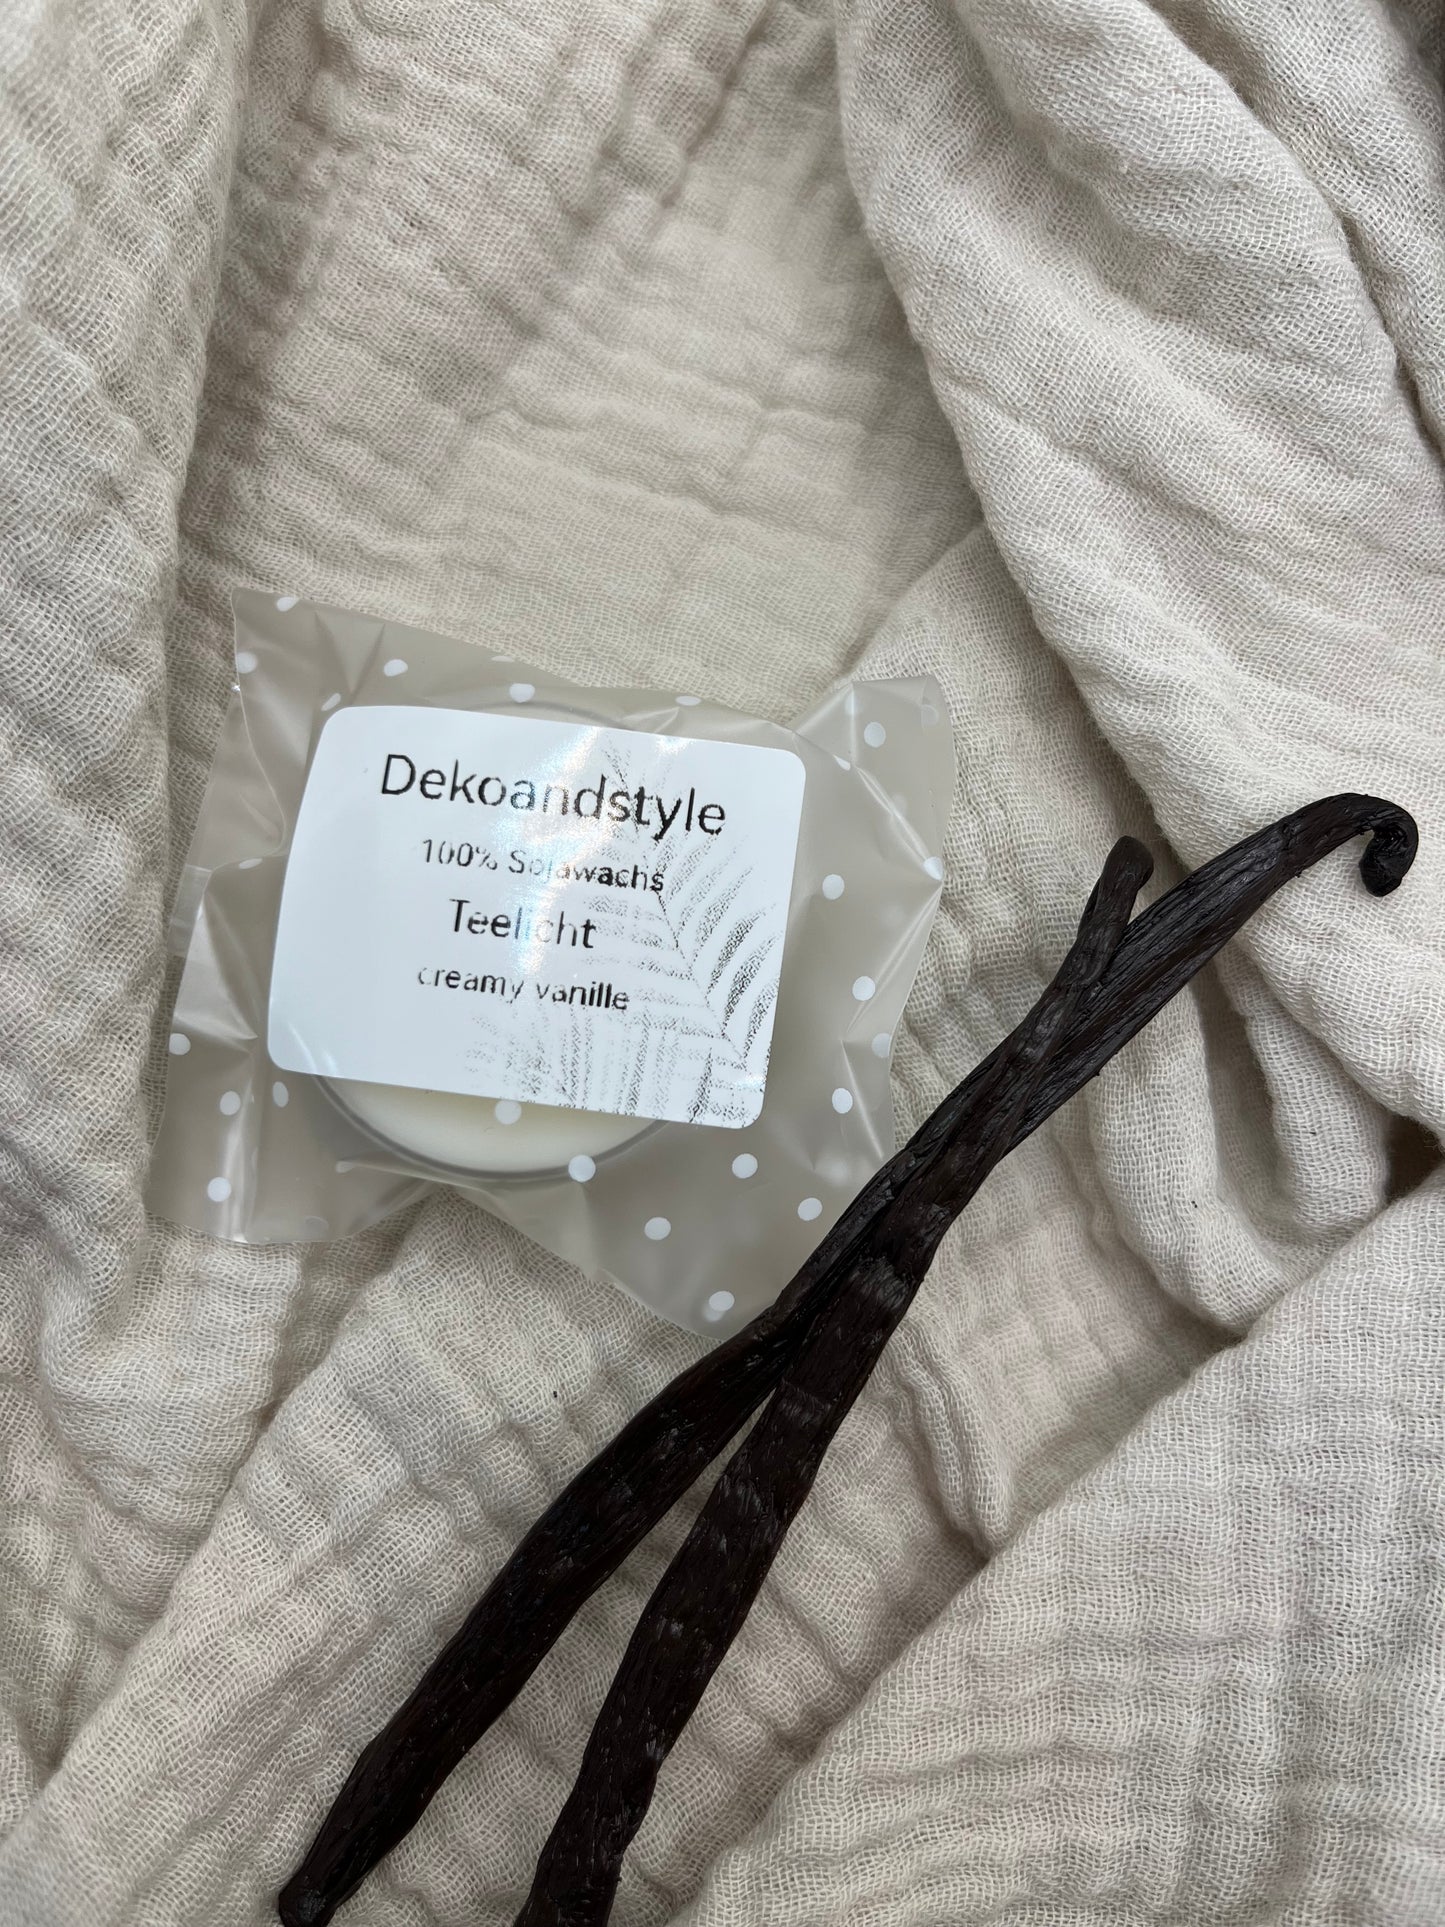 Dekoandstyle
100% Sojawachs
Teelicht
creamy vanille